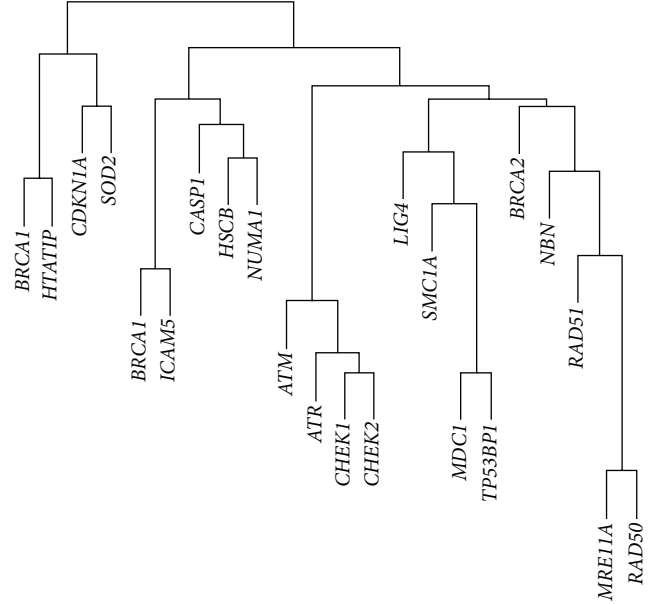 BRCA1
HTATIP
CDKN1A
SOD2
BRCA1
ICAM5
CASP1
HSCB
NUMA1
ATM
ATR
CHEK1
CHEK2
LIG4
SMC1A
MDC1
TP53BP1
BRCA2
NBN
RAD51
MRE11A
RAD50